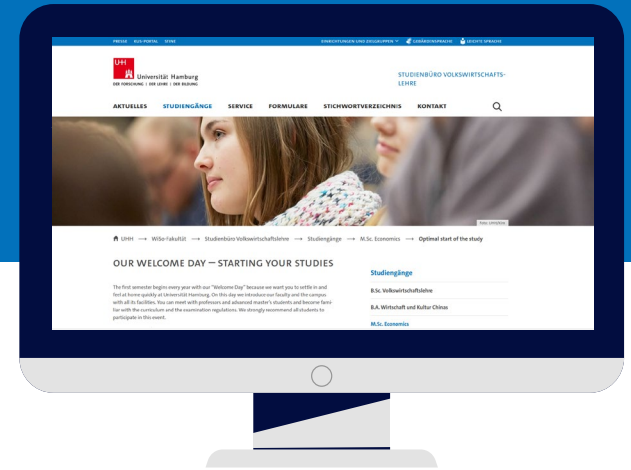 PRESSE KUS-PORTAL STINE EINRICHTUNGEN UND ZIELGRUPPEN GEBÄRDENSPRACHE LEICHTE SPRACHE
UH
Universität Hamburg
DER FORSCHUNG | DER LEHRE | DER BILDUNG
STUDIENBÜRO VOLKSWIRTSCHAFTS-
LEHRE
AKTUELLES STUDIENGÄNGE SERVICE FORMULARE STICHWORTVERZEICHNIS KONTAKT
UHH → WiSo-Fakultät → Studienbüro Volkswirtschaftslehre → Studiengänge → M.Sc. Economics → Optimal start of the study
OUR WELCOME DAY — STARTING YOUR STUDIES
The first semester begins every year with our "Welcome Day" because we want you to settle in and
feel at home quickly at Universität Hamburg. On this day we introduce our faculty and the campus
with all its facilities. You can meet with professors and advanced master's students and become fami-
liar with the curriculum and the examination regulations. We strongly recommend all students to
participate in this event.
Studiengänge
B.Sc. Volkswirtschaftslehre
B.A. Wirtschaft und Kultur Chinas
M.Sc. Economics